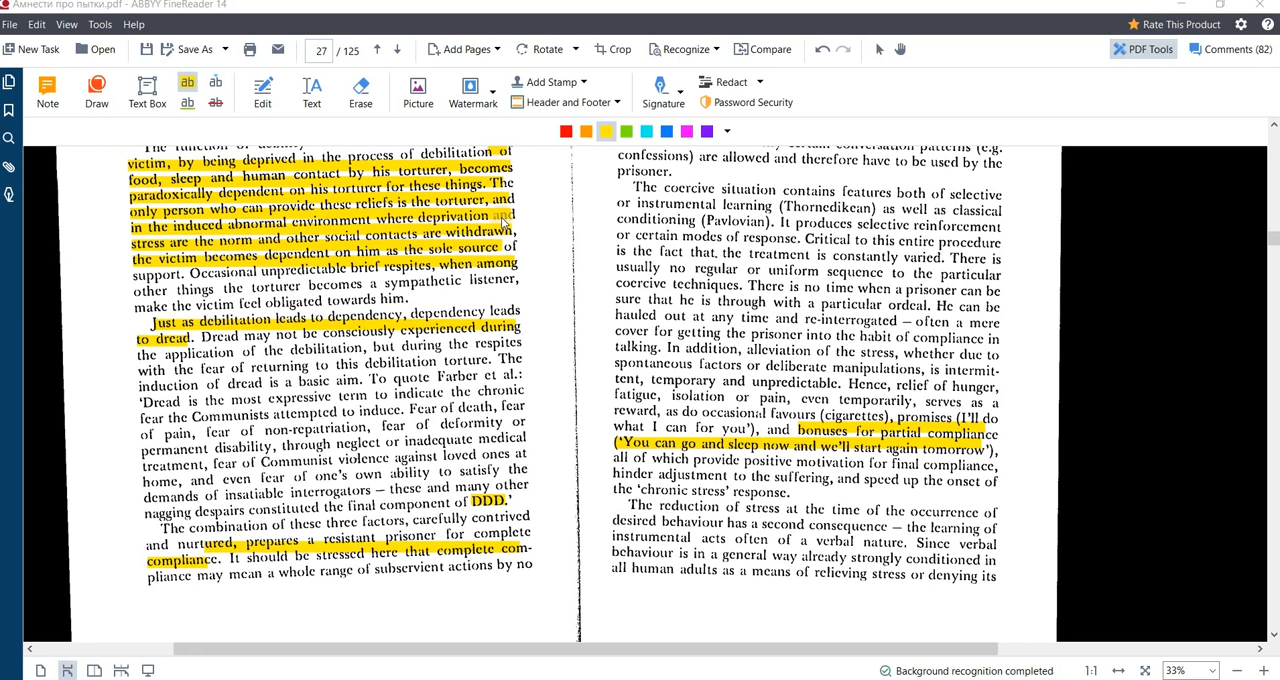 Амнести про пытки.pdf - ABBYY FineReader 14
File Edit View Tools Help
Rate This Product
New Task Open Save As 27 / 125 Add Pages Rotate Crop Recognize Compare PDF Tools Comments (82)
Note Draw Text Box Edit Text Erase Picture Watermark Add Stamp Header and Footer Signature Redact Password Security
victim, by being deprived in the process of debilitation of
food, sleep and human contact by his torturer, becomes
paradoxically dependent on his torturer for these things. The
only person who can provide these reliefs is the torturer, and
in the induced abnormal environment where deprivation and
stress are the norm and other social contacts are withdrawn,
the victim becomes dependent on him as the sole source of
support. Occasional unpredictable brief respites, when among
other things the torturer becomes a sympathetic listener,
make the victim feel obligated towards him.
Just as debilitation leads to dependency, dependency leads
to dread. Dread may not be consciously experienced during
the application of the debilitation, but during the respites
with the fear of returning to this debilitation torture. The
induction of dread is a basic aim. To quote Farber et al.:
‘Dread is the most expressive term to indicate the chronic
fear the Communists attempted to induce. Fear of death, fear
of pain, fear of non-repatriation, fear of deformity or
permanent disability, through neglect or inadequate medical
treatment, fear of Communist violence against loved ones at
home, and even fear of one's own ability to satisfy the
demands of insatiable interrogators – these and many other
nagging despairs constituted the final component of DDD.’
The combination of these three factors, carefully contrived
and nurtured, prepares a resistant prisoner for complete
compliance. It should be stressed here that complete com-
pliance may mean a whole range of subservient actions by no
conversation patterns (e.g.
confessions) are allowed and therefore have to be used by the
prisoner.
The coercive situation contains features both of selective
or instrumental learning (Thornedikean) as well as classical
conditioning (Pavlovian). It produces selective reinforcement
or certain modes of response. Critical to this entire procedure
is the fact that the treatment is constantly varied. There is
usually no regular or uniform sequence to the particular
coercive techniques. There is no time when a prisoner can be
sure that he is through with a particular ordeal. He can be
hauled out at any time and re-interrogated – often a mere
cover for getting the prisoner into the habit of compliance in
talking. In addition, alleviation of the stress, whether due to
spontaneous factors or deliberate manipulations, is intermit-
tent, temporary and unpredictable. Hence, relief of hunger,
fatigue, isolation or pain, even temporarily, serves as a
reward, as do occasional favours (cigarettes), promises (‘I'll do
what I can for you’), and bonuses for partial compliance
(‘You can go and sleep now and we'll start again tomorrow’),
all of which provide positive motivation for final compliance,
hinder adjustment to the suffering, and speed up the onset of
the ‘chronic stress’ response.
The reduction of stress at the time of the occurrence of
desired behaviour has a second consequence – the learning of
instrumental acts often of a verbal nature. Since verbal
behaviour is in a general way already strongly conditioned in
all human adults as a means of relieving stress or denying its
Background recognition completed 1:1 33%